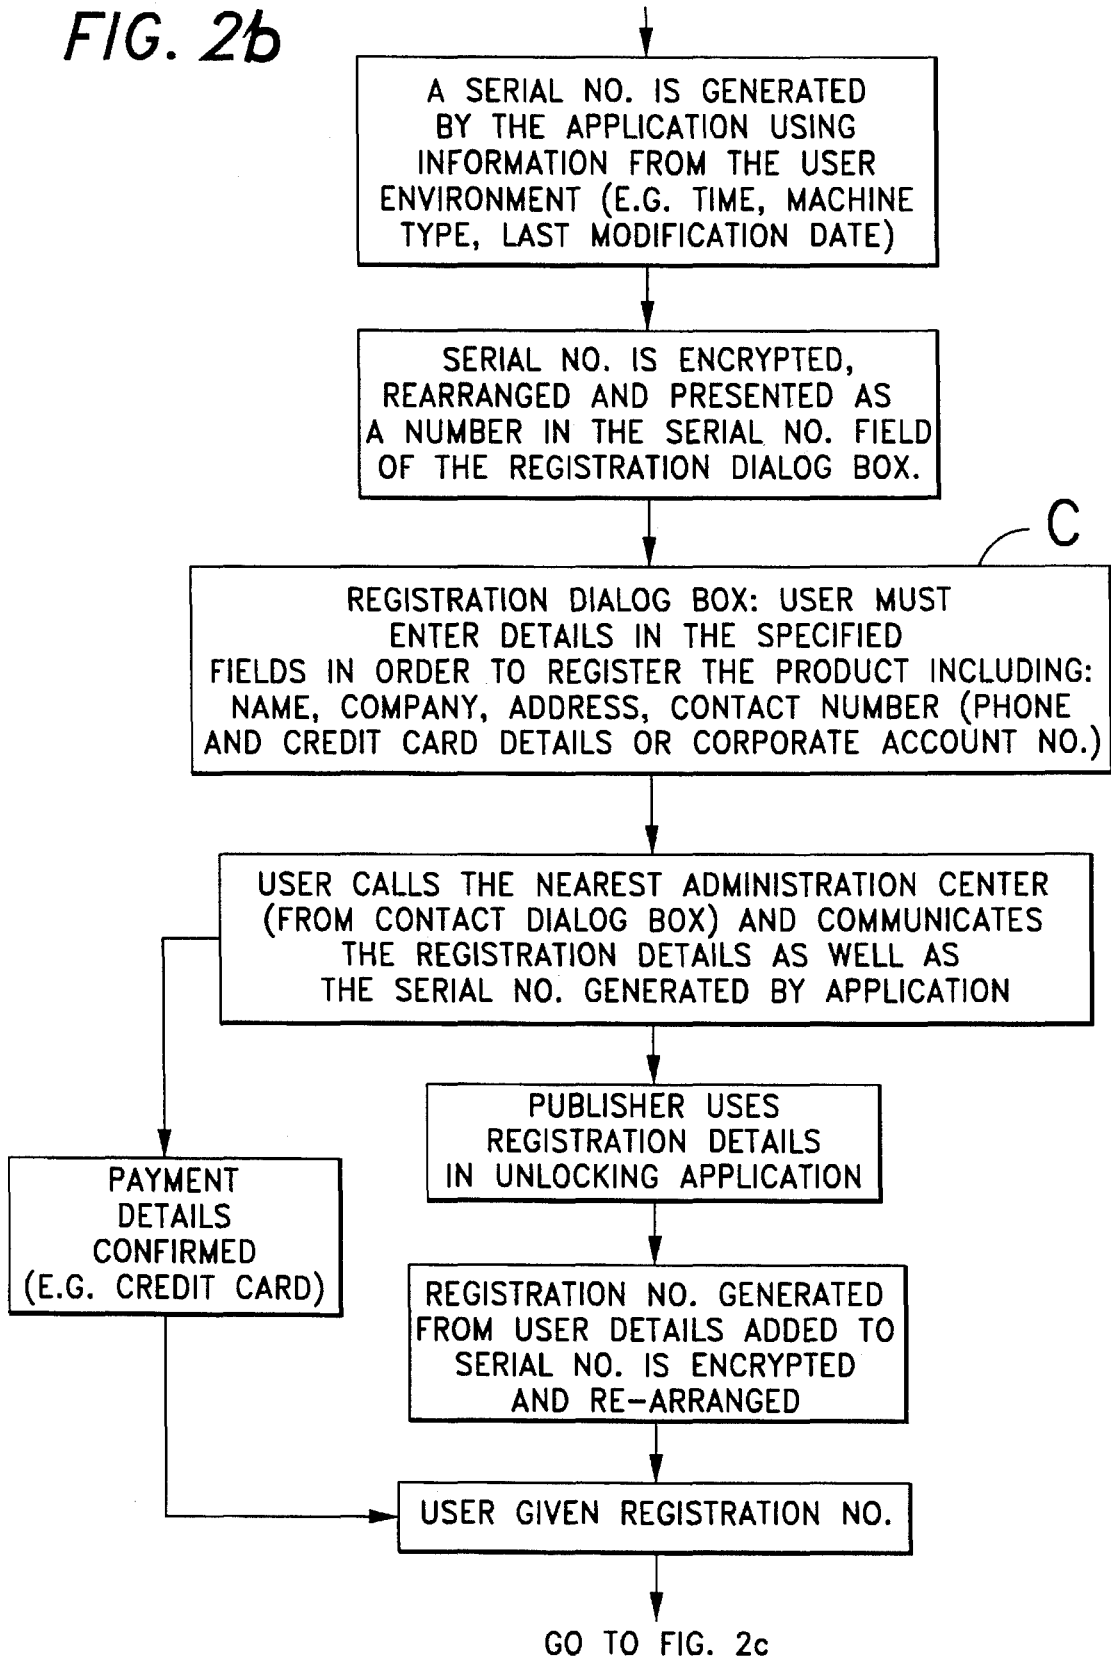 FIG. 2b
A SERIAL NO. IS GENERATED
BY THE APPLICATION USING
INFORMATION FROM THE USER
ENVIRONMENT (E.G. TIME, MACHINE
TYPE, LAST MODIFICATION DATE)
SERIAL NO. IS ENCRYPTED,
REARRANGED AND PRESENTED AS
A NUMBER IN THE SERIAL NO. FIELD
OF THE REGISTRATION DIALOG BOX.
C
REGISTRATION DIALOG BOX: USER MUST
ENTER DETAILS IN THE SPECIFIED
FIELDS IN ORDER TO REGISTER THE PRODUCT INCLUDING:
NAME, COMPANY, ADDRESS, CONTACT NUMBER (PHONE
AND CREDIT CARD DETAILS OR CORPORATE ACCOUNT NO.)
USER CALLS THE NEAREST ADMINISTRATION CENTER
(FROM CONTACT DIALOG BOX) AND COMMUNICATES
THE REGISTRATION DETAILS AS WELL AS
THE SERIAL NO. GENERATED BY APPLICATION
PUBLISHER USES
REGISTRATION DETAILS
IN UNLOCKING APPLICATION
PAYMENT
DETAILS
CONFIRMED
(E.G. CREDIT CARD)
REGISTRATION NO. GENERATED
FROM USER DETAILS ADDED TO
SERIAL NO. IS ENCRYPTED
AND RE-ARRANGED
USER GIVEN REGISTRATION NO.
GO TO FIG. 2c